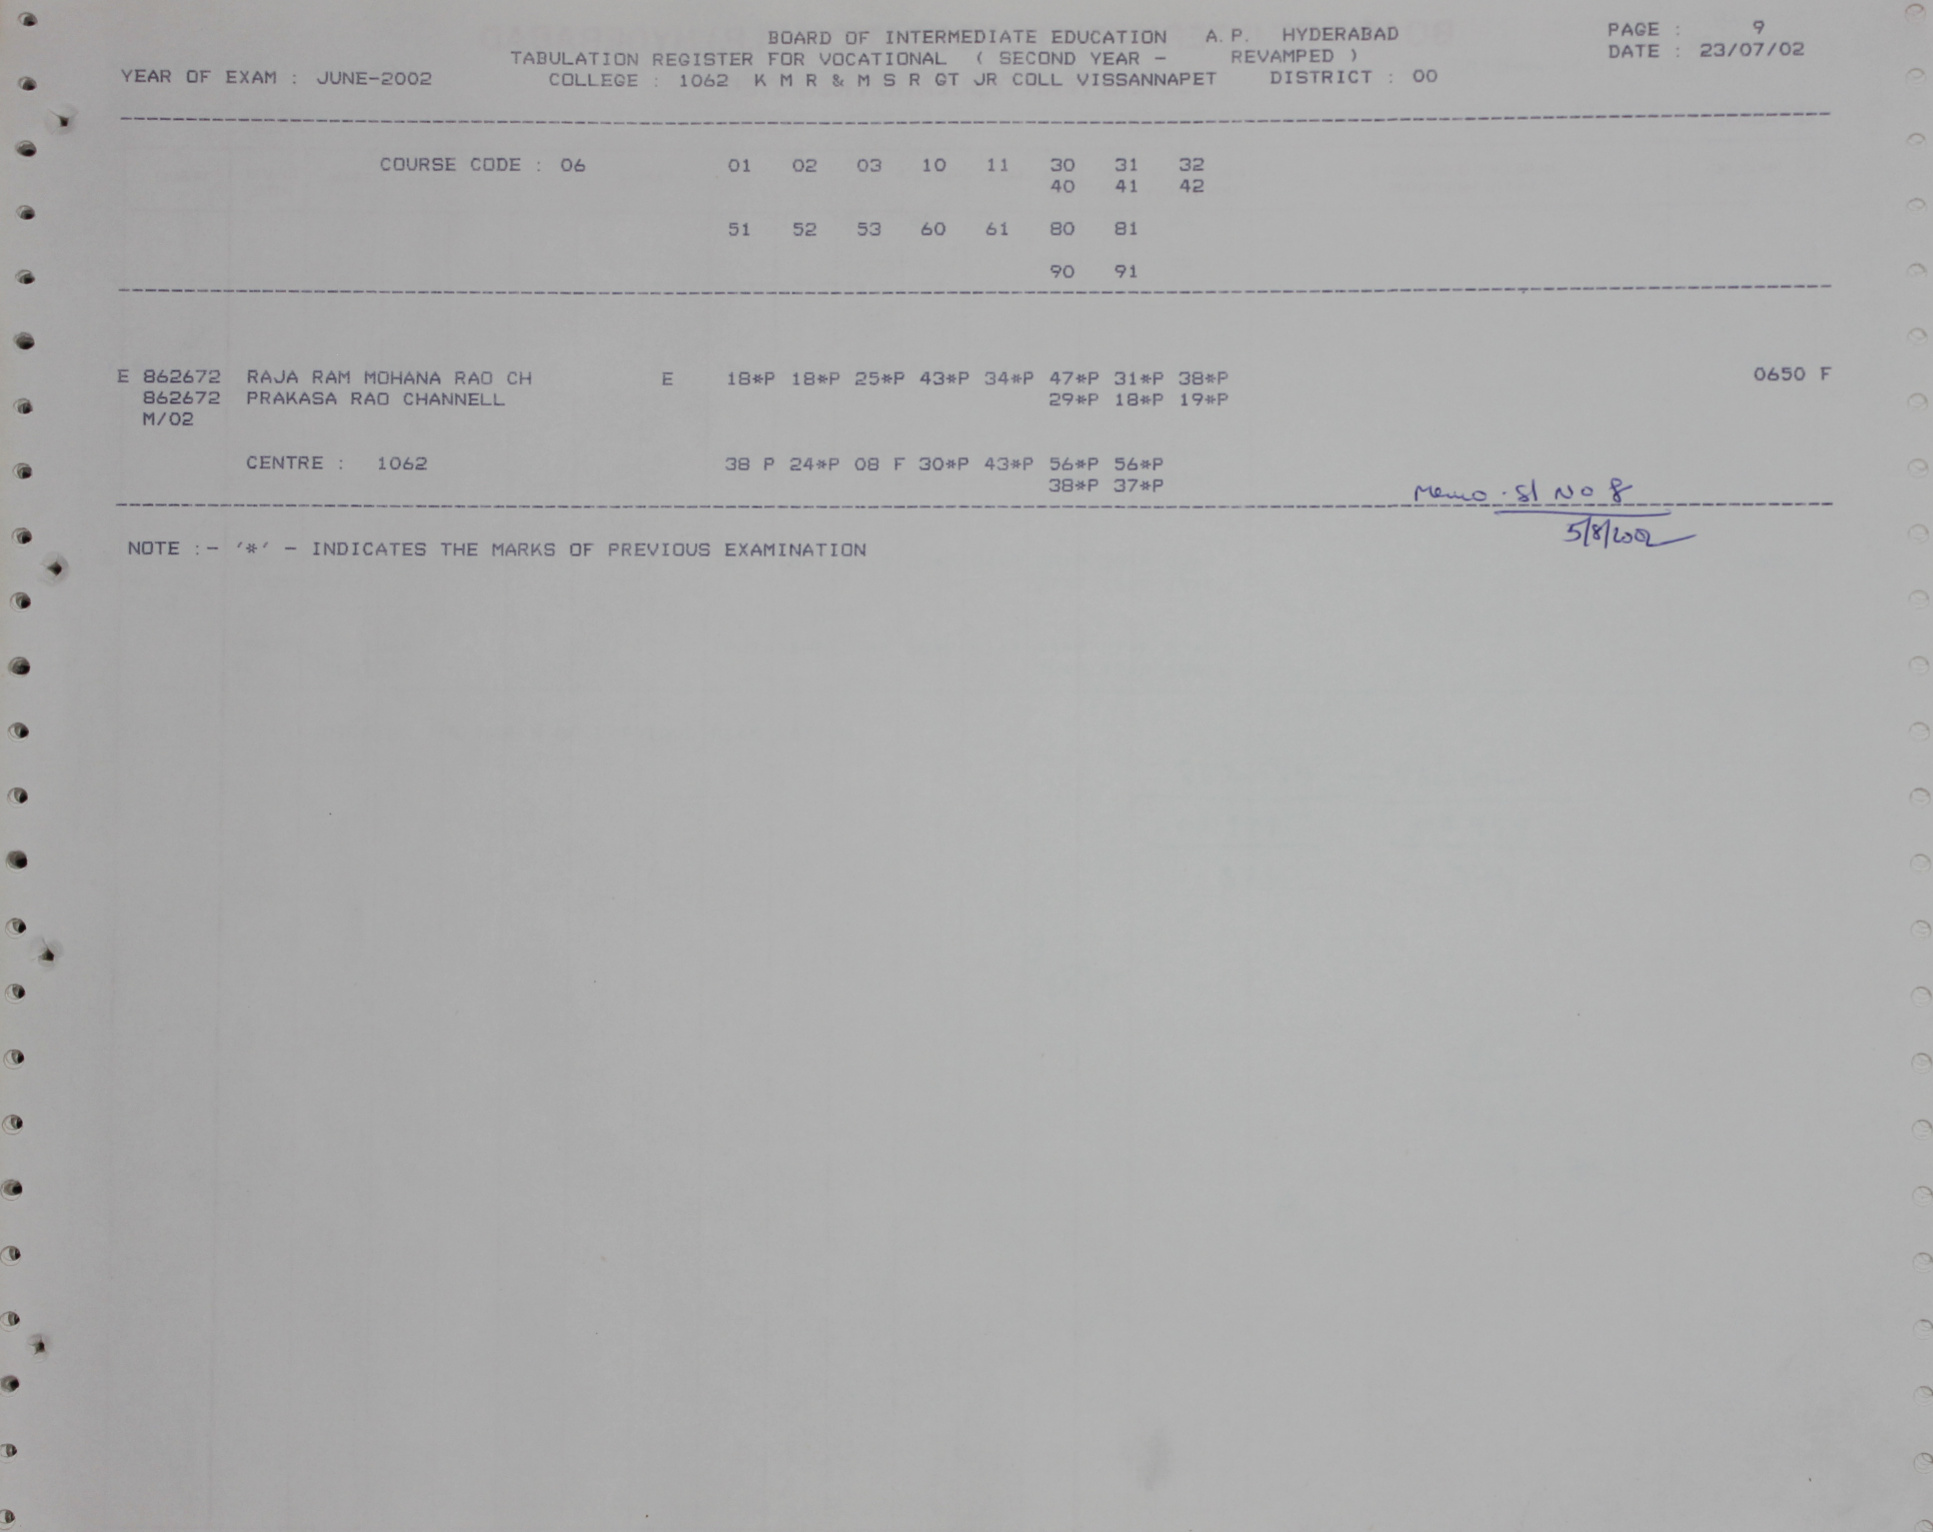 BOARD OF INTERMEDIATE EDUCATION A.P. HYDERABAD PAGE : 9
TABULATION REGISTER FOR VOCATIONAL ( SECOND YEAR - REVAMPED ) DATE : 23/07/02
YEAR OF EXAM : JUNE-2002 COLLEGE : 1062 K M R & M S R GT JR COLL VISSANNAPET DISTRICT : 00
COURSE CODE : 06 01 02 03 10 11 30 31 32
40 41 42
51 52 53 60 61 80 81
90 91
E 862672 RAJA RAM MOHANA RAO CH E 18*P 18*P 25*P 43*P 34*P 47*P 31*P 38*P 0650 F
862672 PRAKASA RAO CHANNELL 29*P 18*P 19*P
M/02
CENTRE : 1062 38 P 24*P 08 F 30*P 43*P 56*P 56*P
38*P 37*P
Memo . Sl No 8
5/8/2002
NOTE :- '*' - INDICATES THE MARKS OF PREVIOUS EXAMINATION